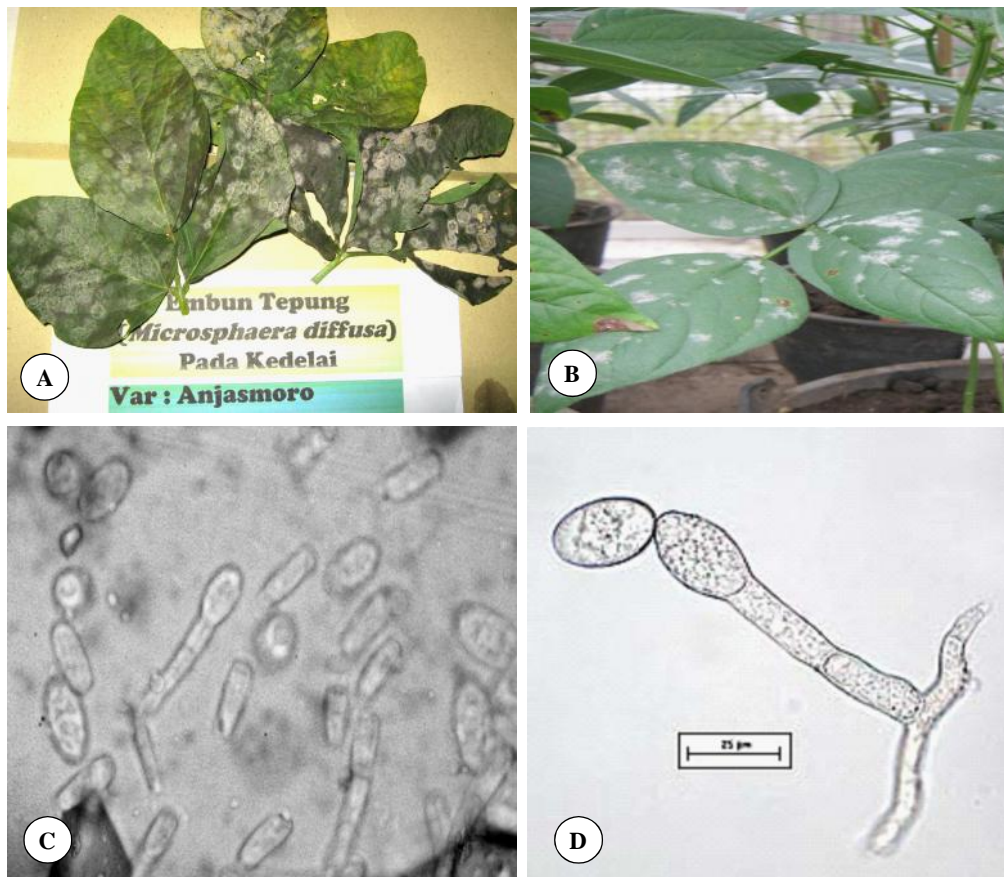 Embun Tepung
(Microsphaera diffusa)
Pada Kedelai
Var : Anjasmoro
A
B
C
25 µm
D